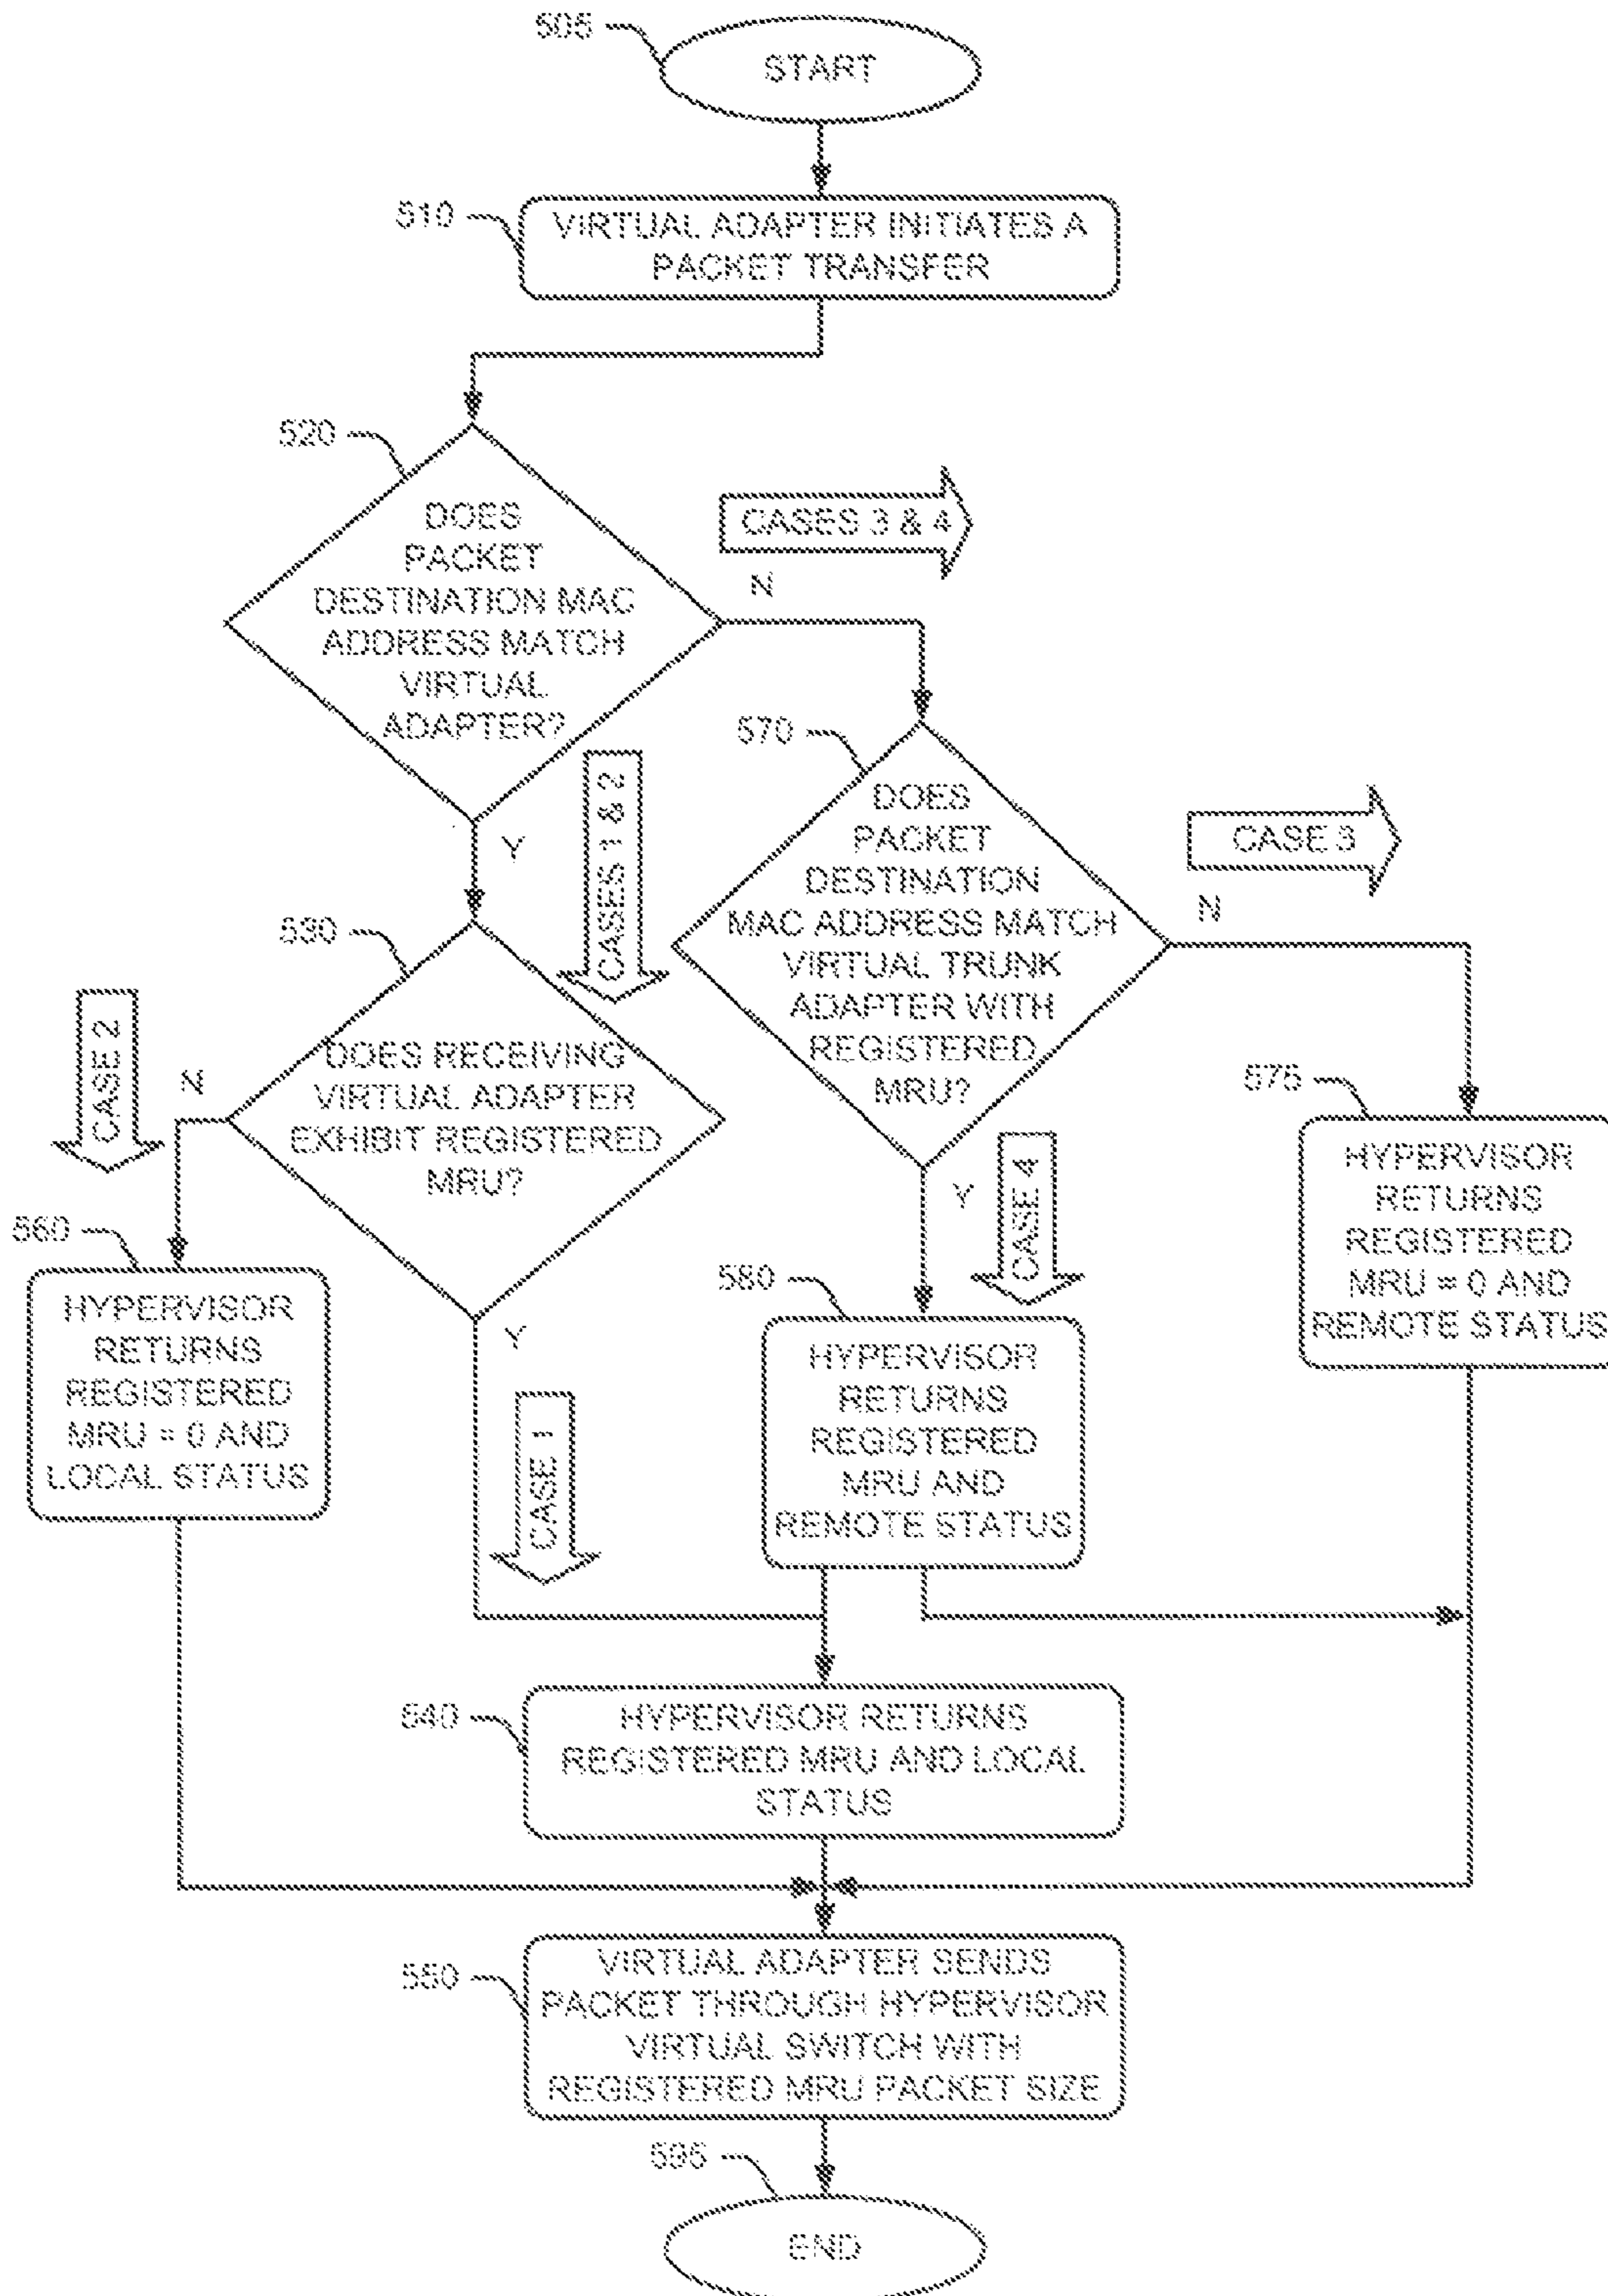 505
START
510
VIRTUAL ADAPTER INITIATES A
PACKET TRANSFER
520
DOES
PACKET
DESTINATION MAC
ADDRESS MATCH
VIRTUAL
ADAPTER?
CASES 3 & 4
N
Y
CASES 1 & 2
570
DOES
PACKET
DESTINATION
MAC ADDRESS MATCH
VIRTUAL TRUNK
ADAPTER WITH
REGISTERED
MRU?
CASE 3
N
530
DOES RECEIVING
VIRTUAL ADAPTER
EXHIBIT REGISTERED
MRU?
CASE 2
N
Y
CASE 4
575
HYPERVISOR
RETURNS
REGISTERED
MRU = 0 AND
REMOTE STATUS
560
HYPERVISOR
RETURNS
REGISTERED
MRU = 0 AND
LOCAL STATUS
Y
CASE 1
580
HYPERVISOR
RETURNS
REGISTERED
MRU AND
REMOTE STATUS
540
HYPERVISOR RETURNS
REGISTERED MRU AND LOCAL
STATUS
550
VIRTUAL ADAPTER SENDS
PACKET THROUGH HYPERVISOR
VIRTUAL SWITCH WITH
REGISTERED MRU PACKET SIZE
595
END